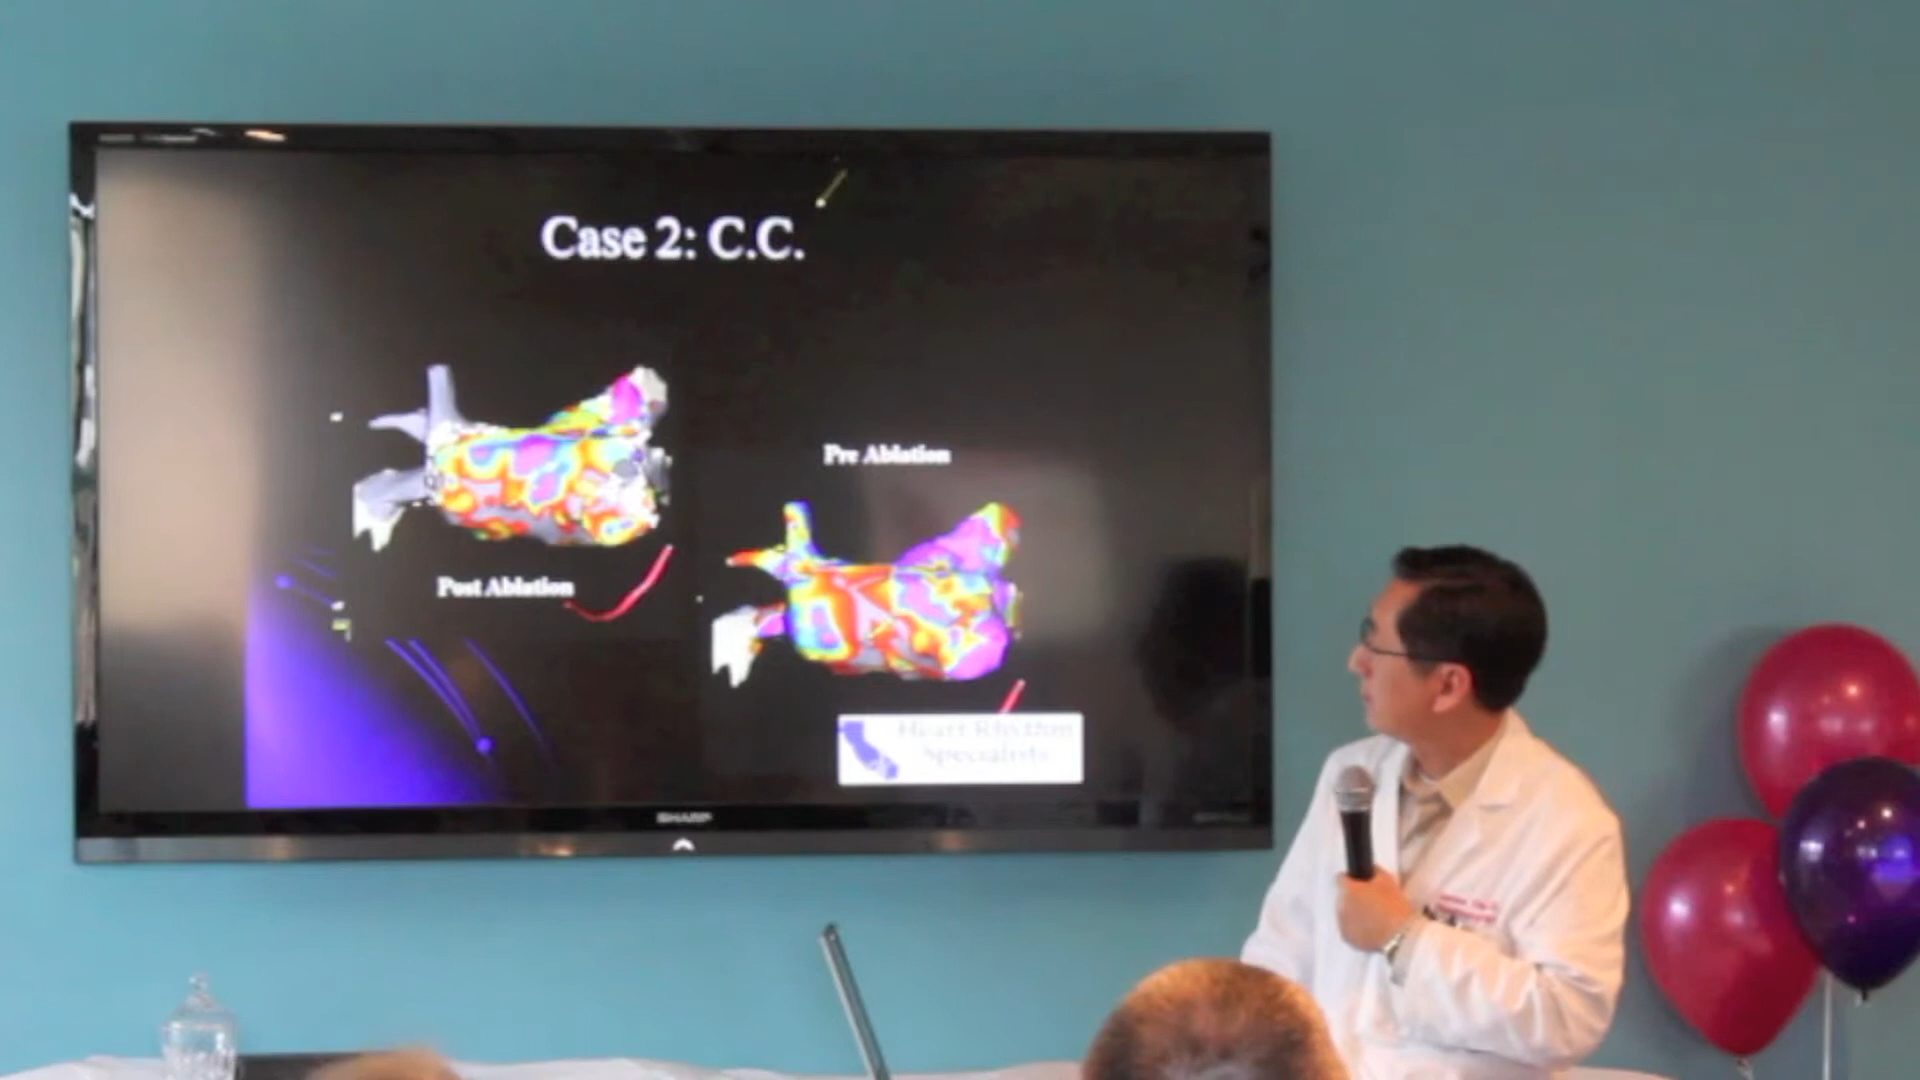 Case 2: C.C.
Pre Ablation
Post Ablation
Heart Rhythm
Specialists
SHARP